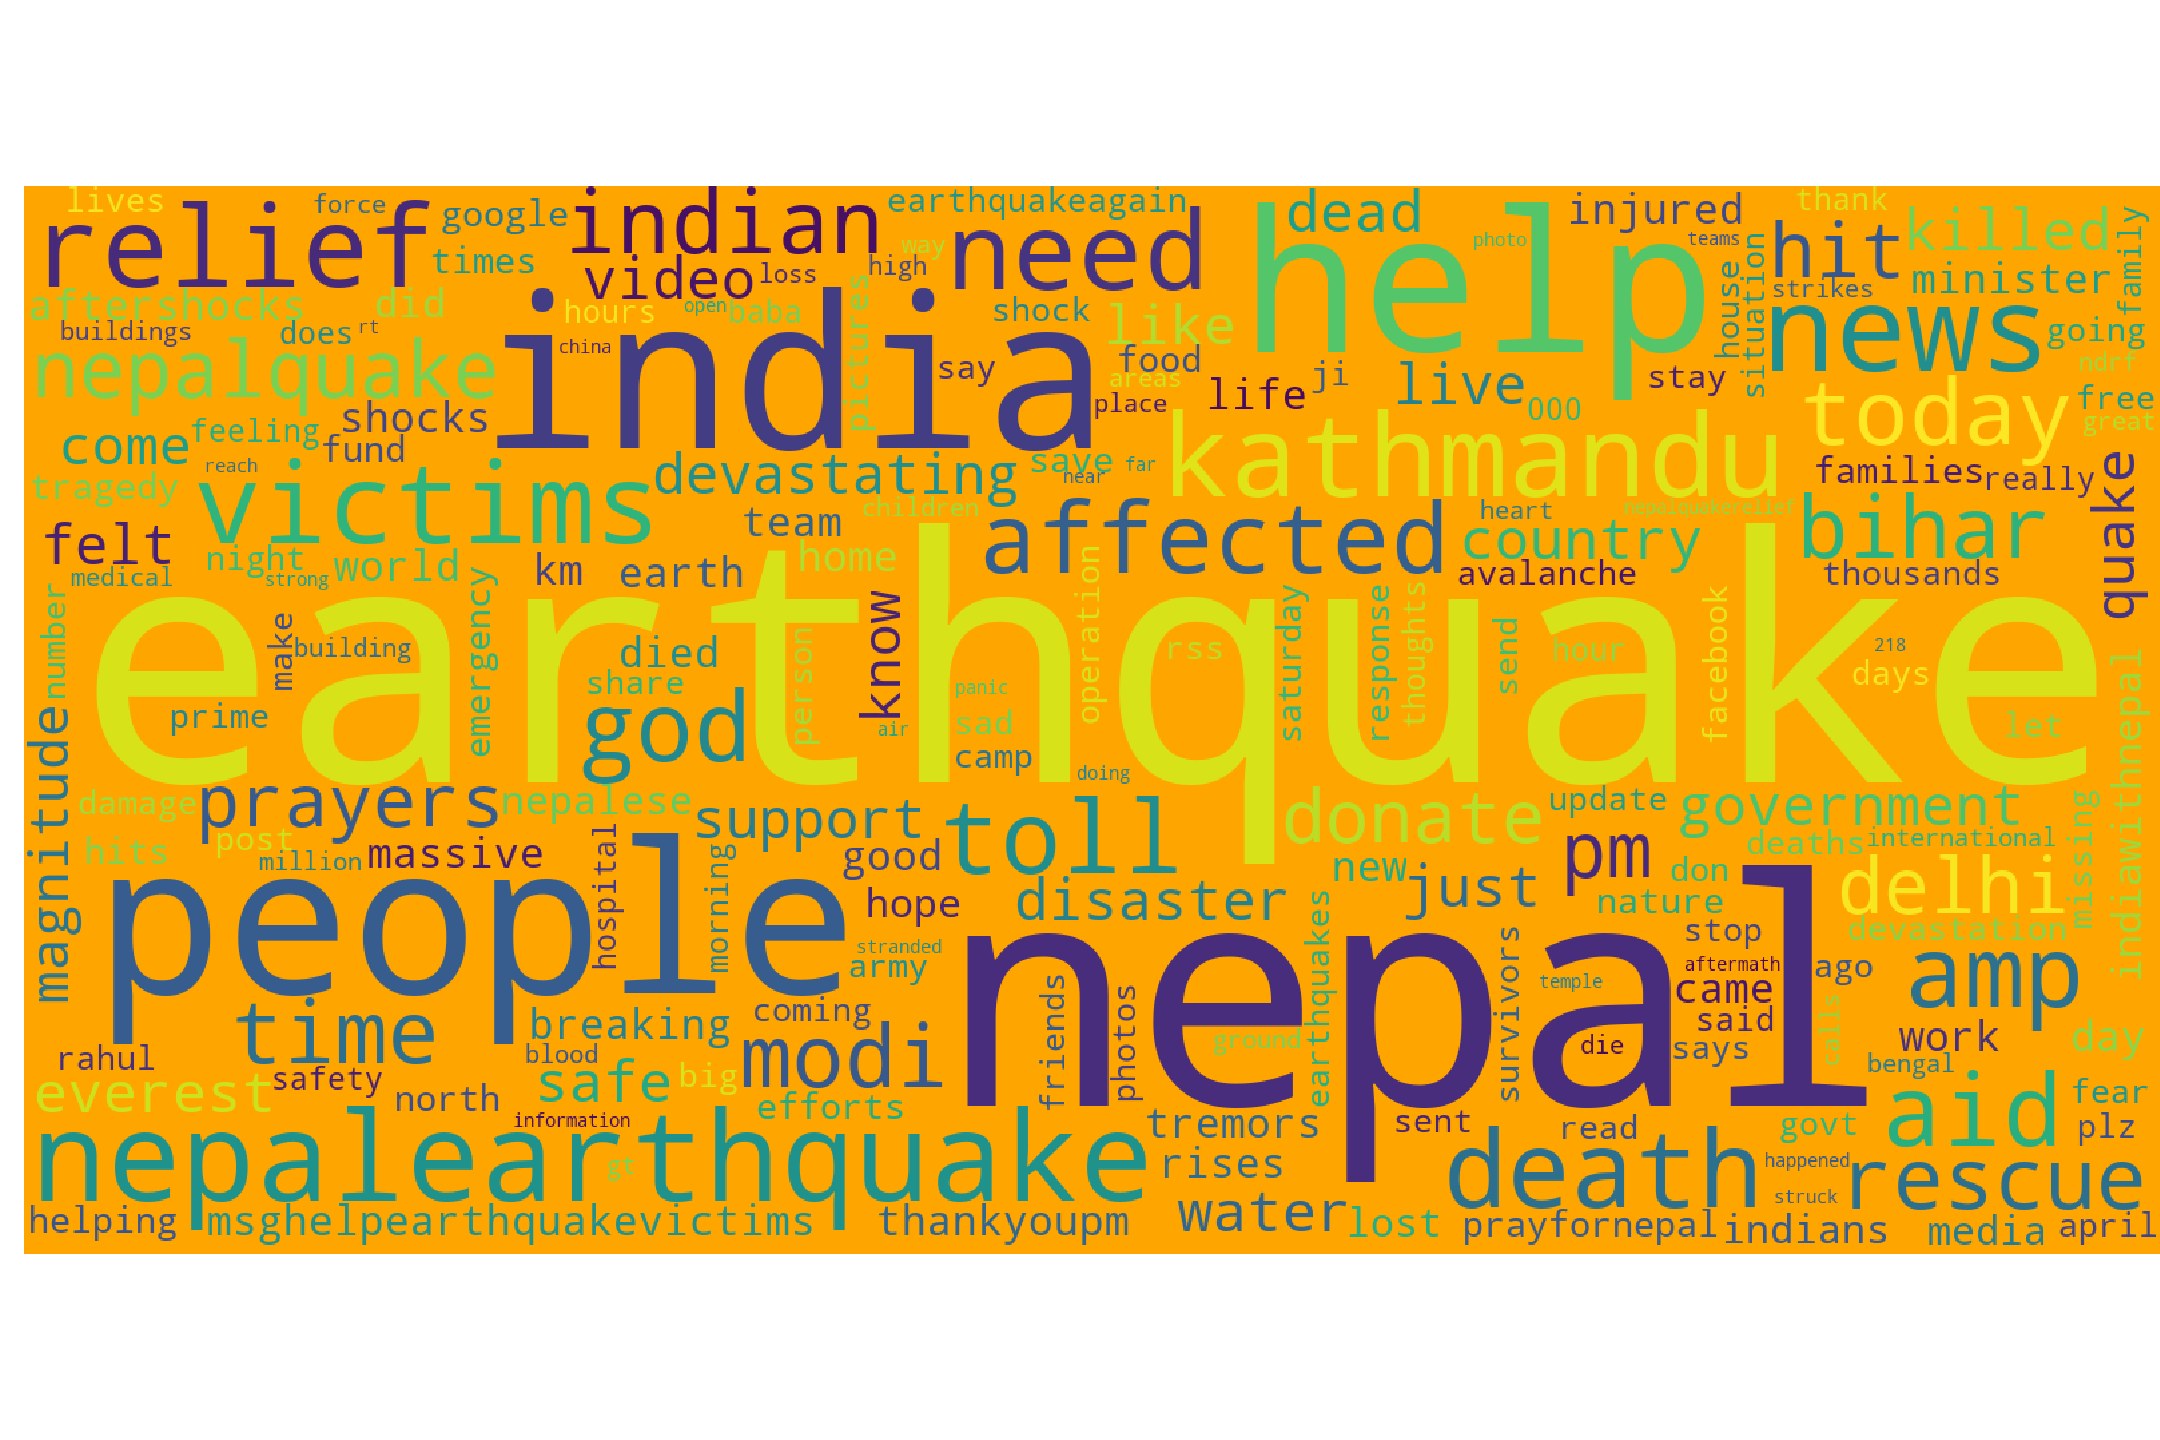 lives force google indian earthquakeagain dead injured thank killed family
relief times video loss way high need help photo teams hit minister
aftershocks did hours open baba pictures shock like house situation strikes news going
buildings does rt china india say food areas ji live stay ndrf
nepalquake shocks place life 000 today free great
come feeling fund reach victims devastating save far near kathmandu families really quake
tragedy team children affected heart nepalquakerelief country bihar
felt night world medical strong km earth home avalanche thousands
number emergency earthquake operation saturday response thoughts send facebook
make building died person know rss hour 218 days
prime share god panic sad air camp doing let indiawithnepal
magnitude damage prayers nepalese support toll donate update government
hits post million massive hospital morning good new just pm don deaths international missing
people hope disaster nature delhi devastation
stranded army earthquakes nepal survivors stop aftermath ago amp
time breaking coming modi friends photos ground temple came said calls work day
rahul blood safety safe big die says bengal
everest north efforts tremors sent read govt aid fear plz
nepalearthquake information gt rises death happened rescue
helping msghelpearthquakevictims thankyoupm water lost prayfornepal indians struck media april